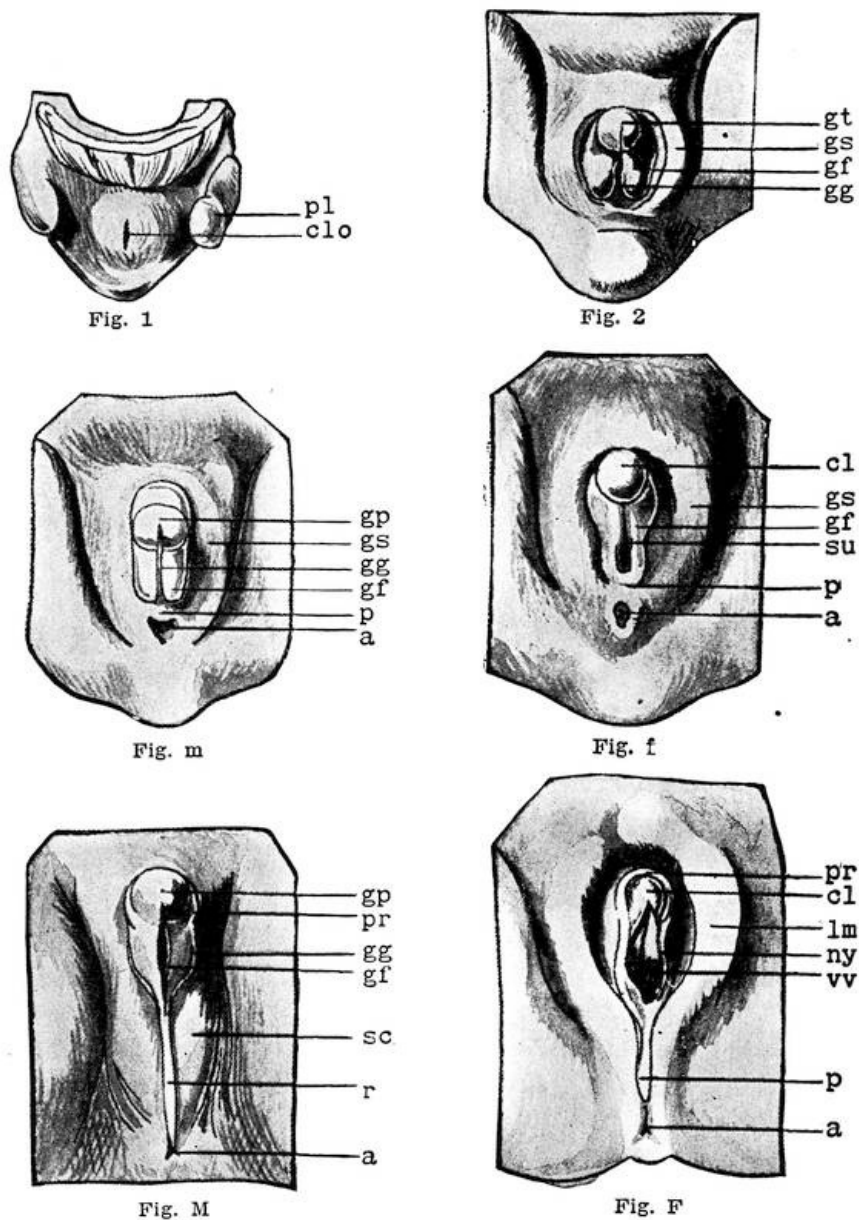 pl
clo
Fig. 1
gt
gs
gf
gg
Fig. 2
gp
gs
gg
gf
p
a
Fig. m
cl
gs
gf
su
p
a
Fig. f
gp
pr
gg
gf
sc
r
a
Fig. M
pr
cl
lm
ny
vv
p
a
Fig. F